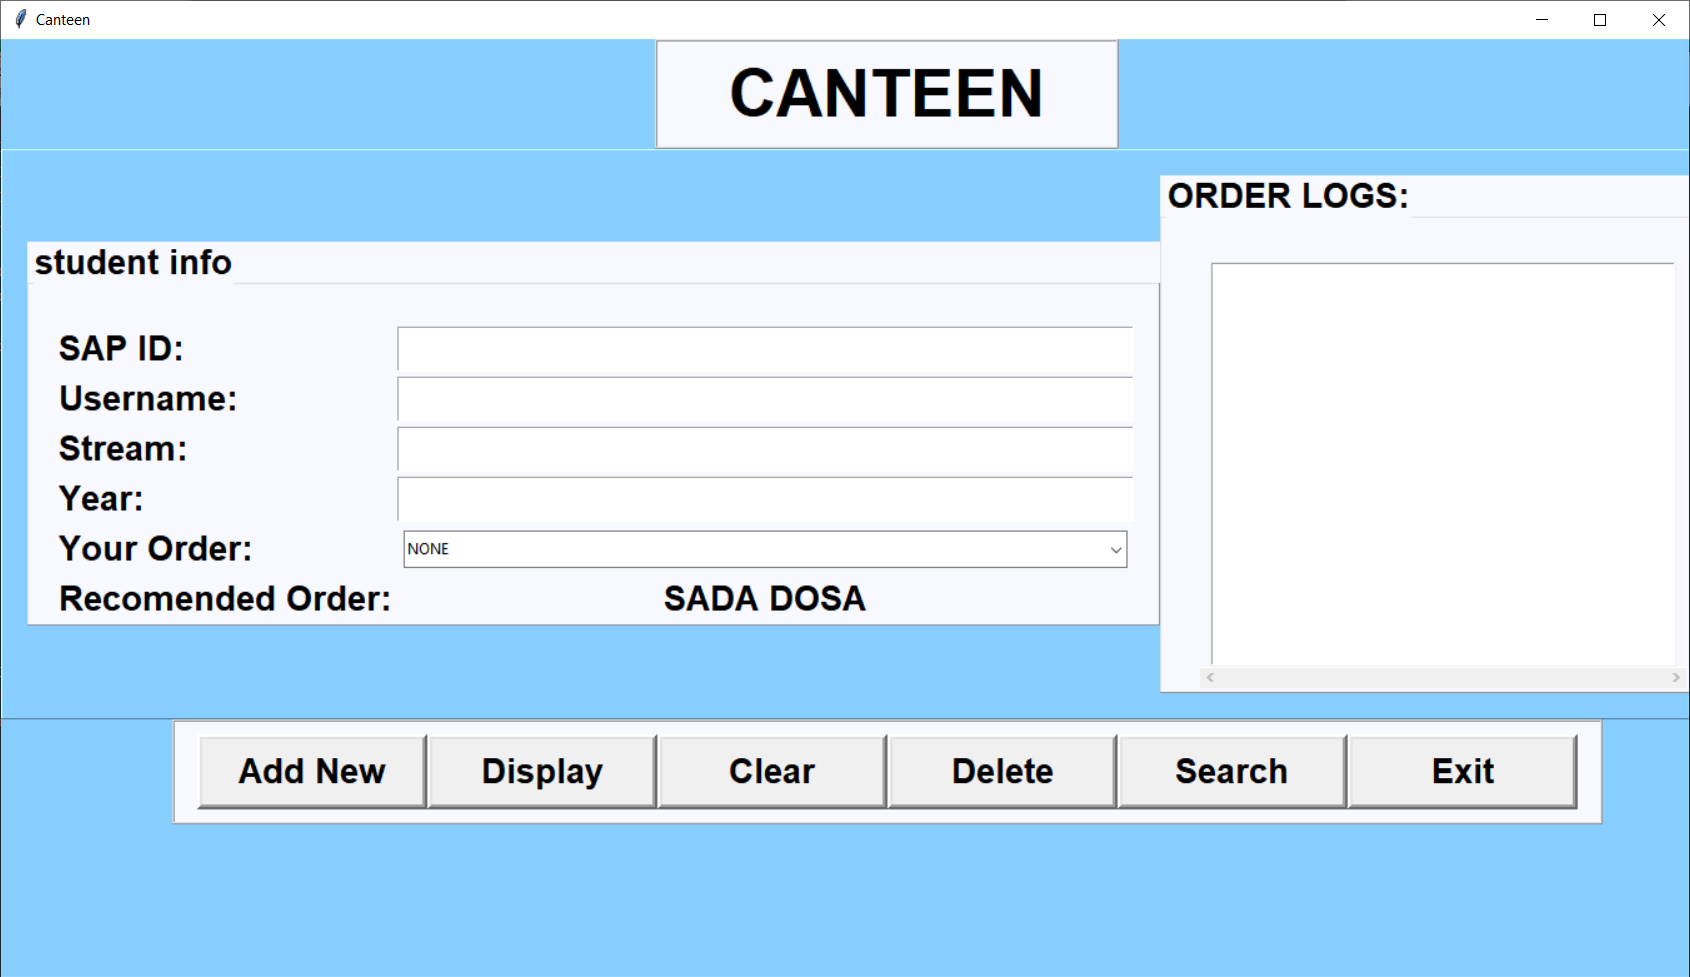 Canteen
CANTEEN
ORDER LOGS:
student info
SAP ID:
Username:
Stream:
Year:
Your Order: NONE
Recomended Order: SADA DOSA
Add New Display Clear Delete Search Exit